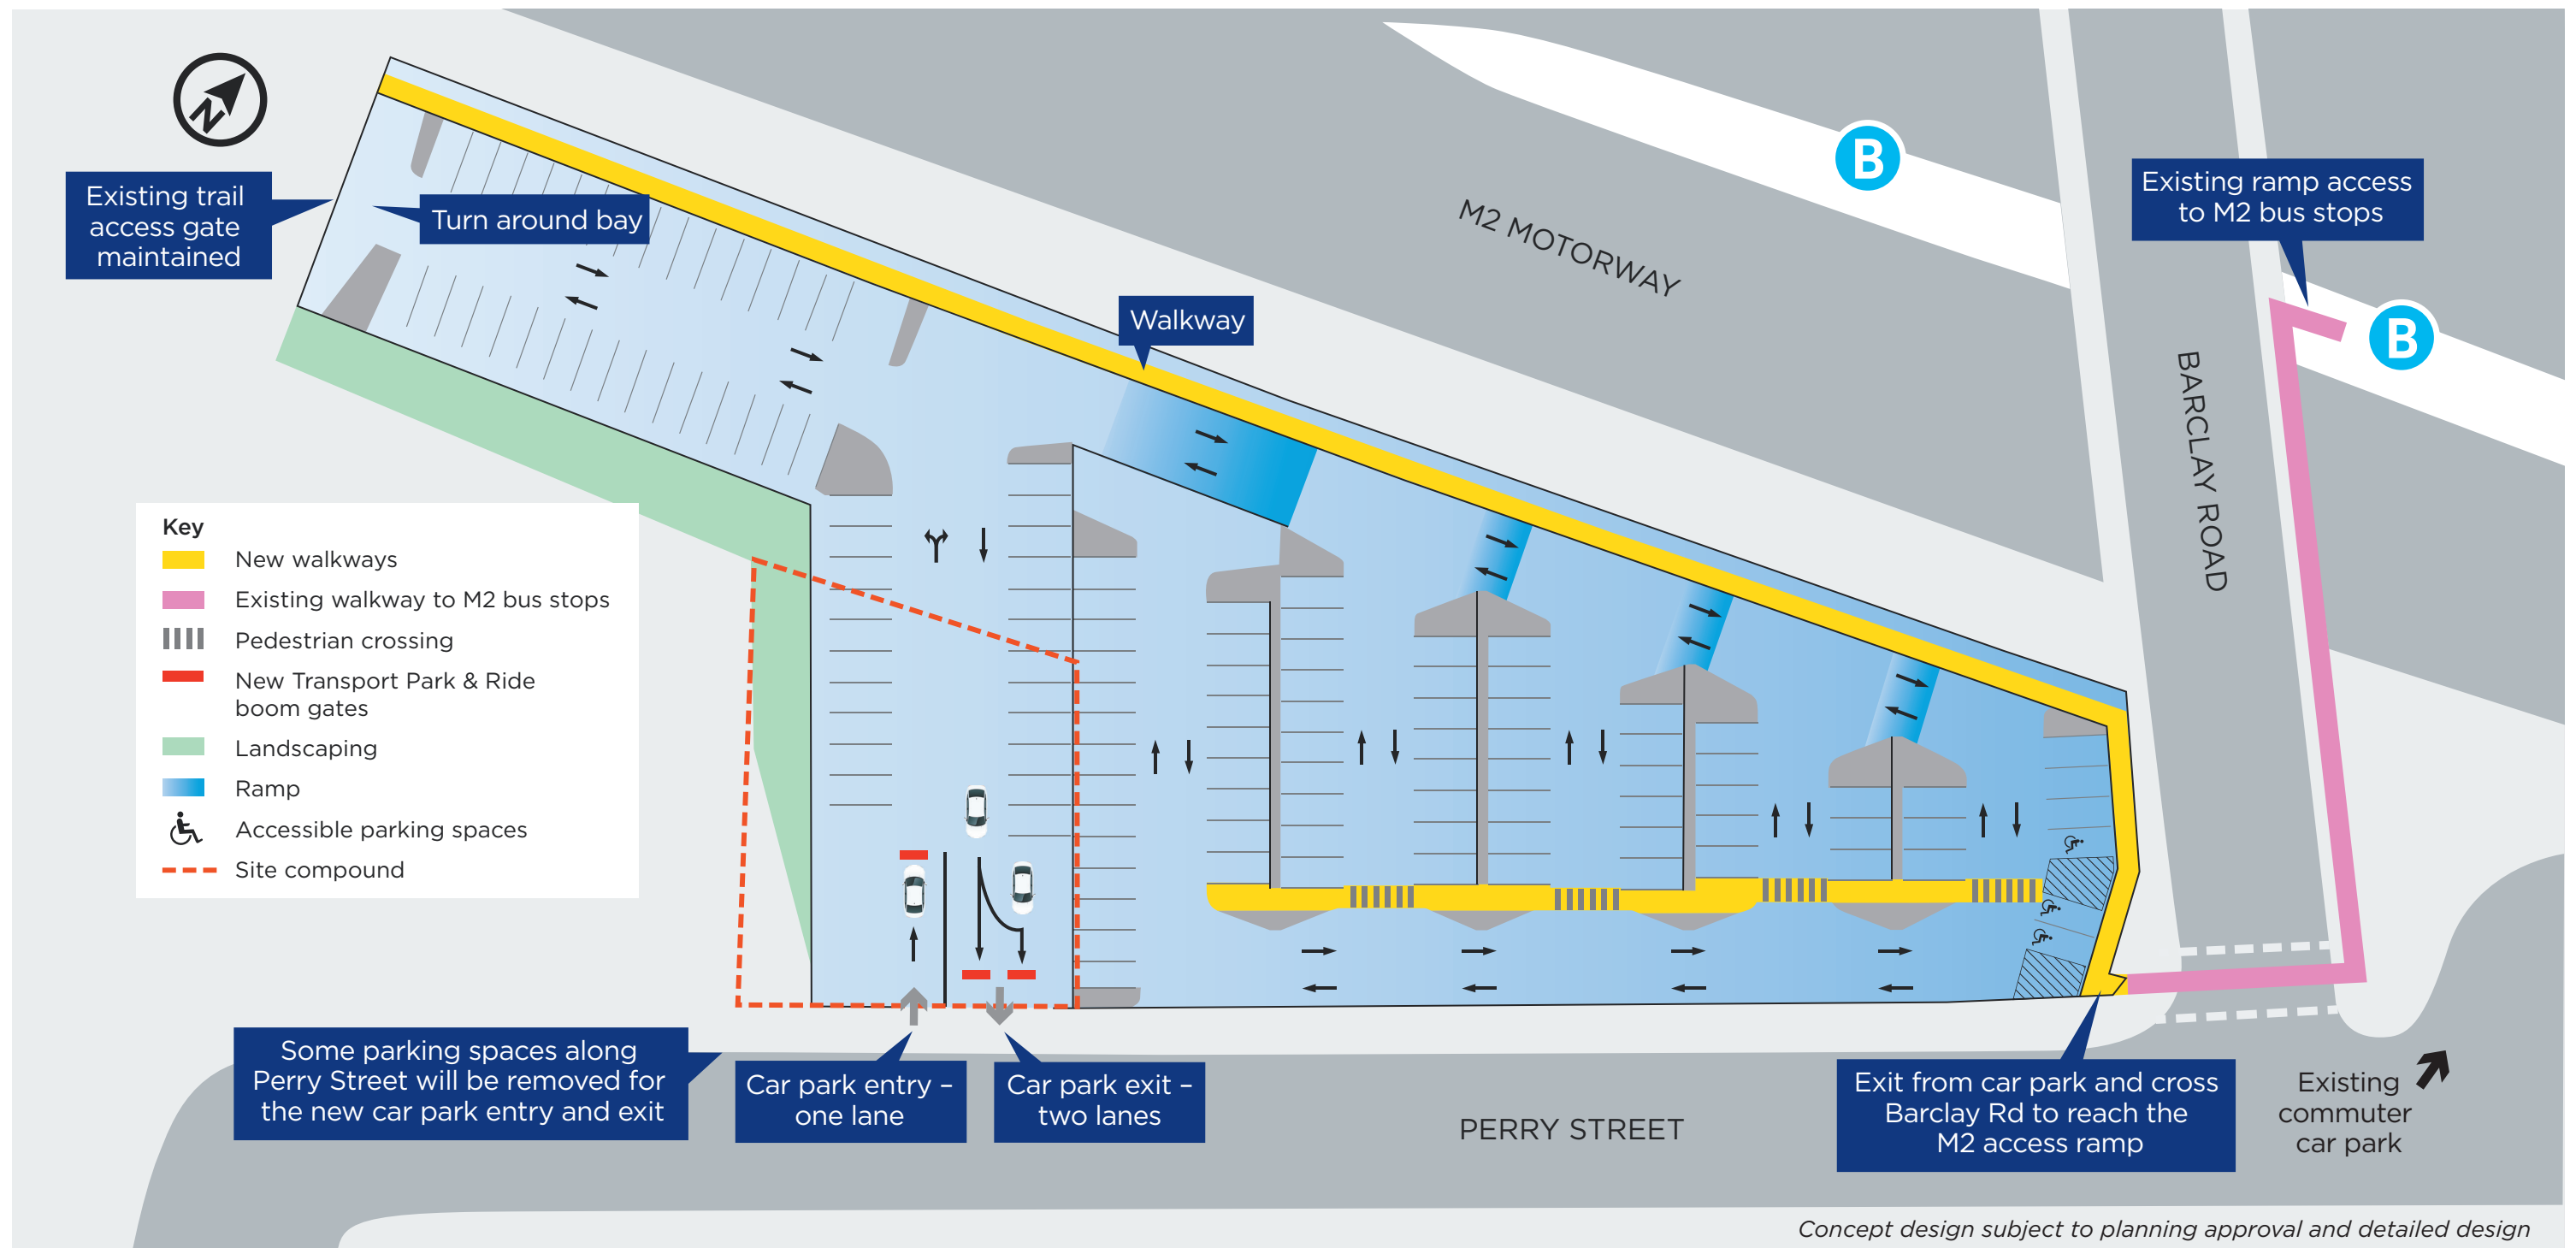 N
Existing trail
access gate
maintained
Turn around bay
Walkway
M2 MOTORWAY
B
Existing ramp access
to M2 bus stops
B
BARCLAY ROAD
Key
New walkways
Existing walkway to M2 bus stops
Pedestrian crossing
New Transport Park & Ride
boom gates
Landscaping
Ramp
Accessible parking spaces
Site compound
Some parking spaces along
Perry Street will be removed for
the new car park entry and exit
Car park entry –
one lane
Car park exit –
two lanes
PERRY STREET
Exit from car park and cross
Barclay Rd to reach the
M2 access ramp
Existing
commuter
car park
Concept design subject to planning approval and detailed design